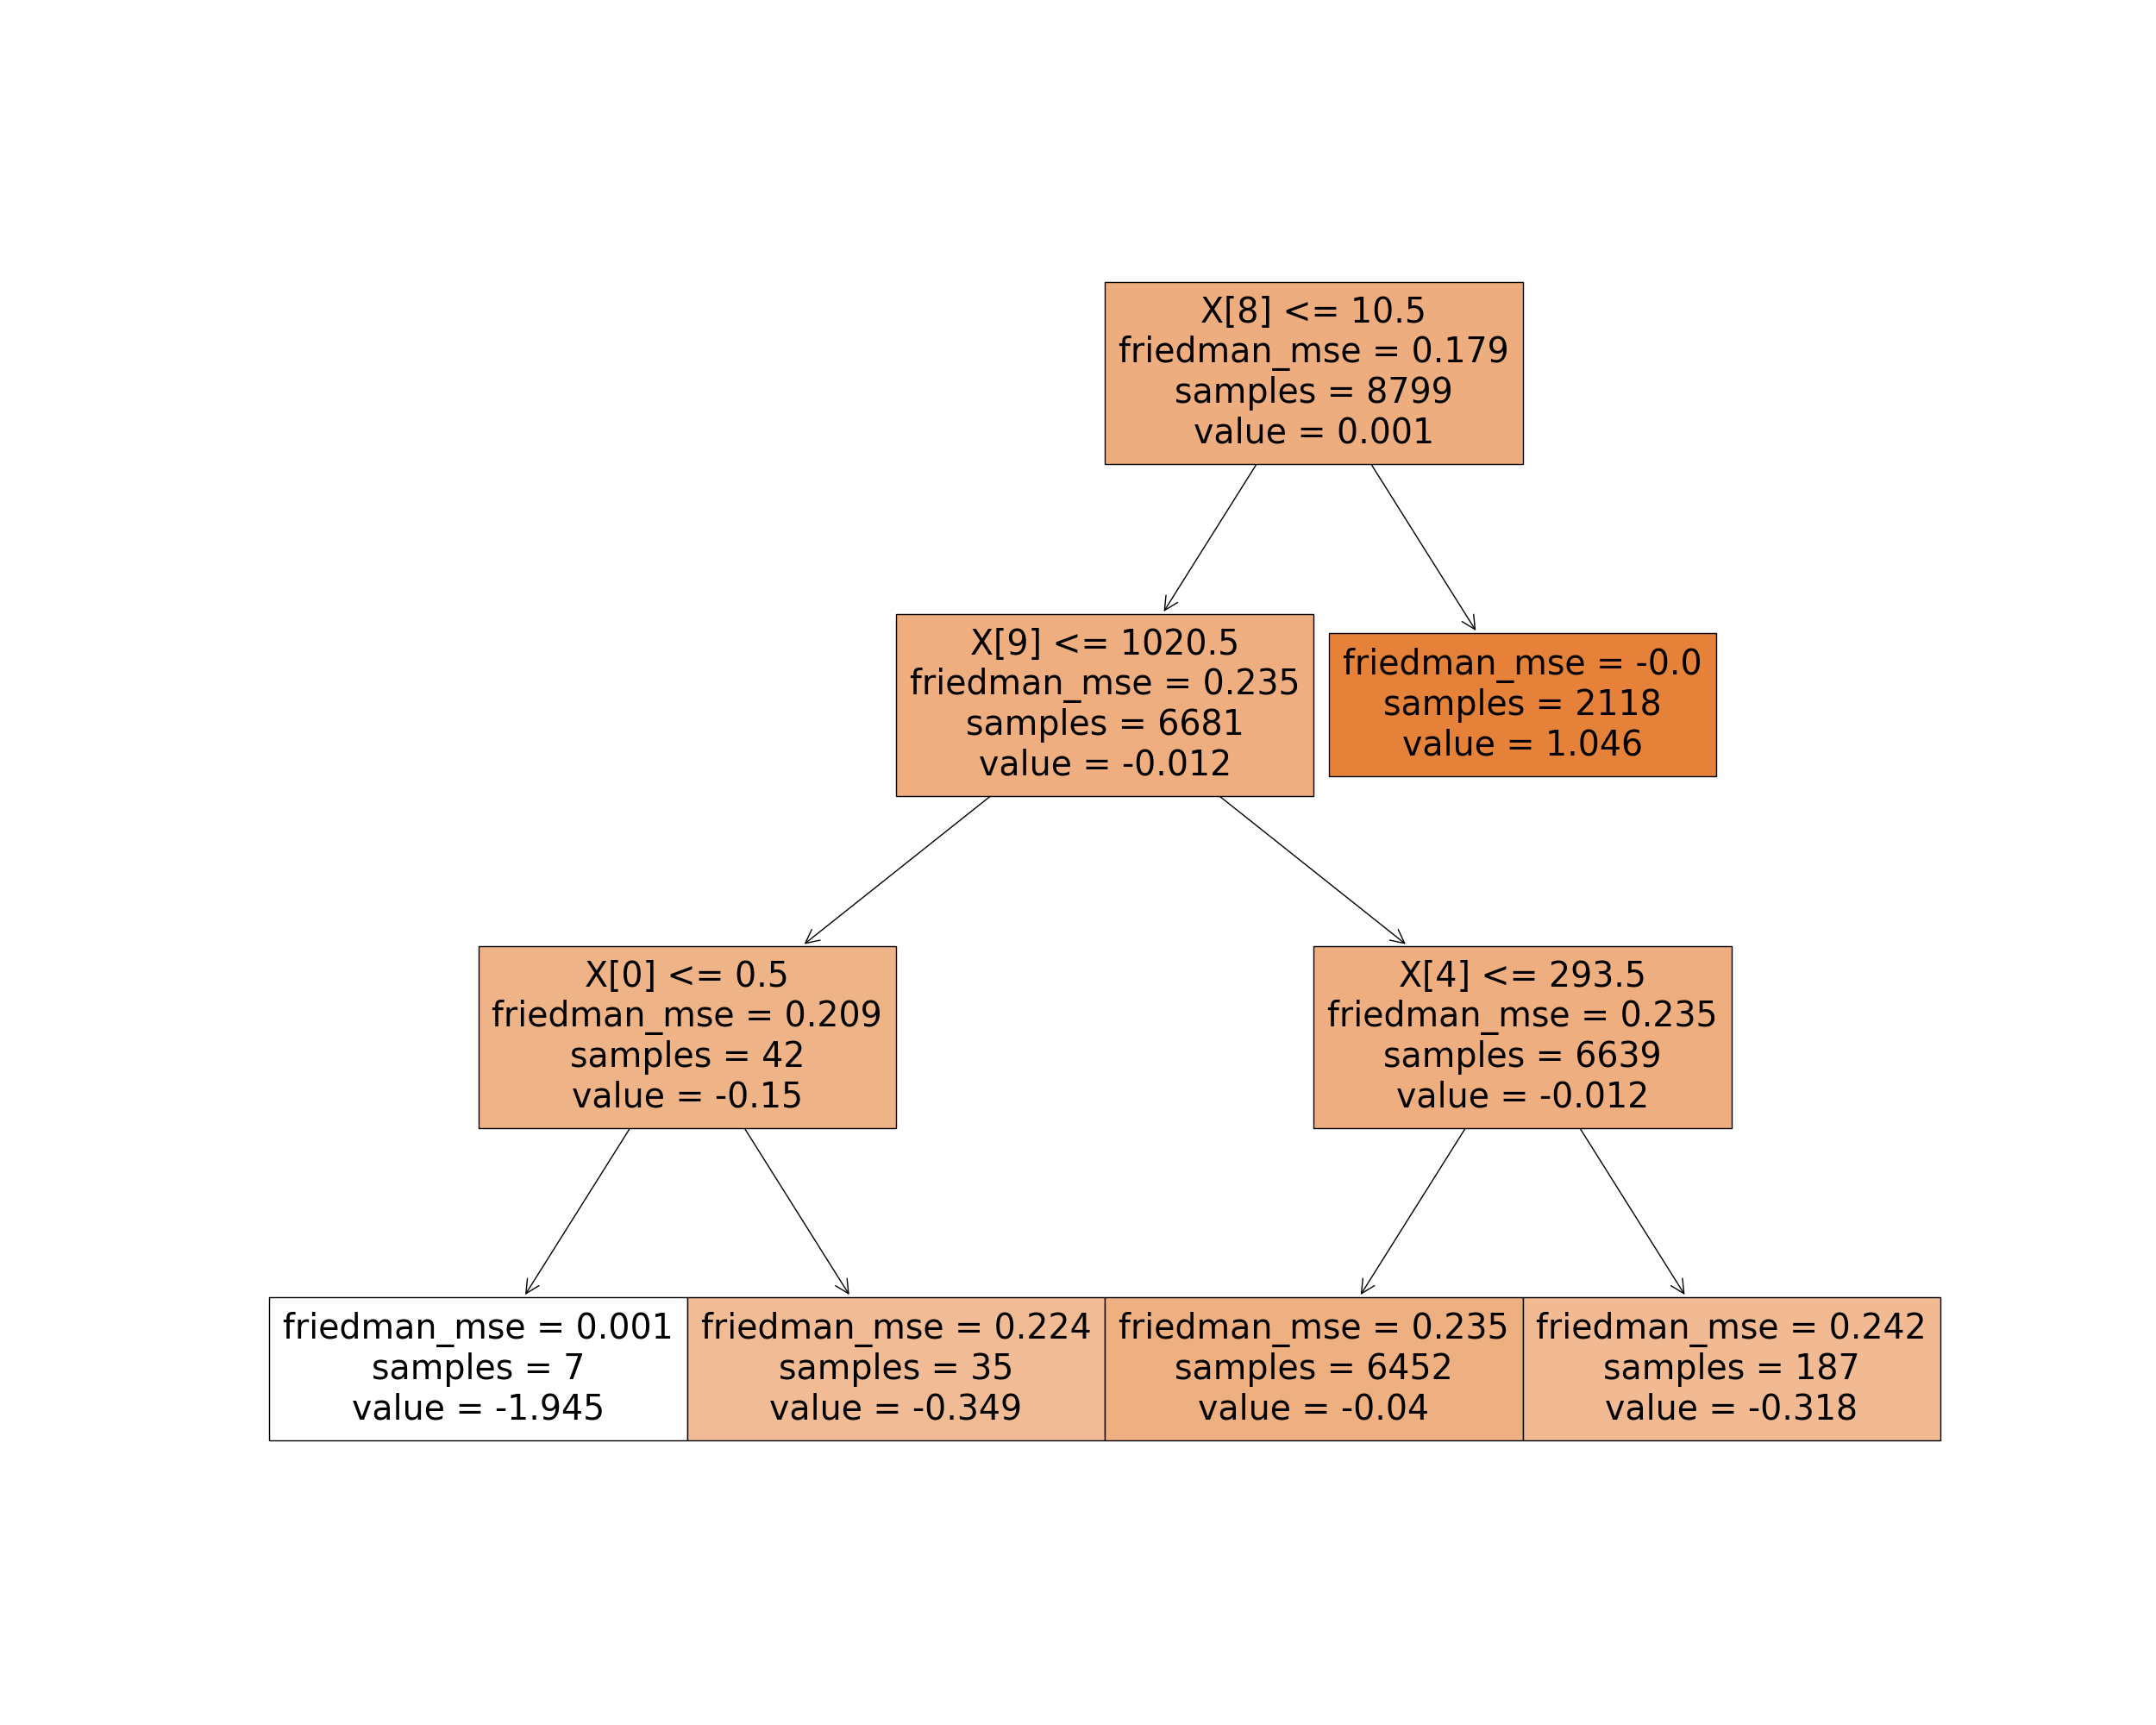 X[8] <= 10.5
friedman_mse = 0.179
samples = 8799
value = 0.001
X[9] <= 1020.5
friedman_mse = 0.235
samples = 6681
value = -0.012
friedman_mse = -0.0
samples = 2118
value = 1.046
X[0] <= 0.5
friedman_mse = 0.209
samples = 42
value = -0.15
X[4] <= 293.5
friedman_mse = 0.235
samples = 6639
value = -0.012
friedman_mse = 0.001
samples = 7
value = -1.945
friedman_mse = 0.224
samples = 35
value = -0.349
friedman_mse = 0.235
samples = 6452
value = -0.04
friedman_mse = 0.242
samples = 187
value = -0.318